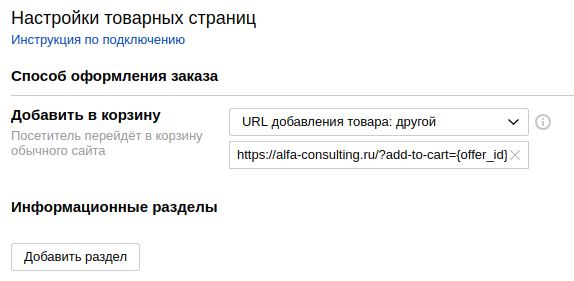 Настройки товарных страниц
Инструкция по подключению
Способ оформления заказа
Добавить в корзину
URL добавления товара: другой
Посетитель перейдёт в корзину
обычного сайта
https://alfa-consulting.ru/?add-to-cart={offer_id}
Информационные разделы
Добавить раздел